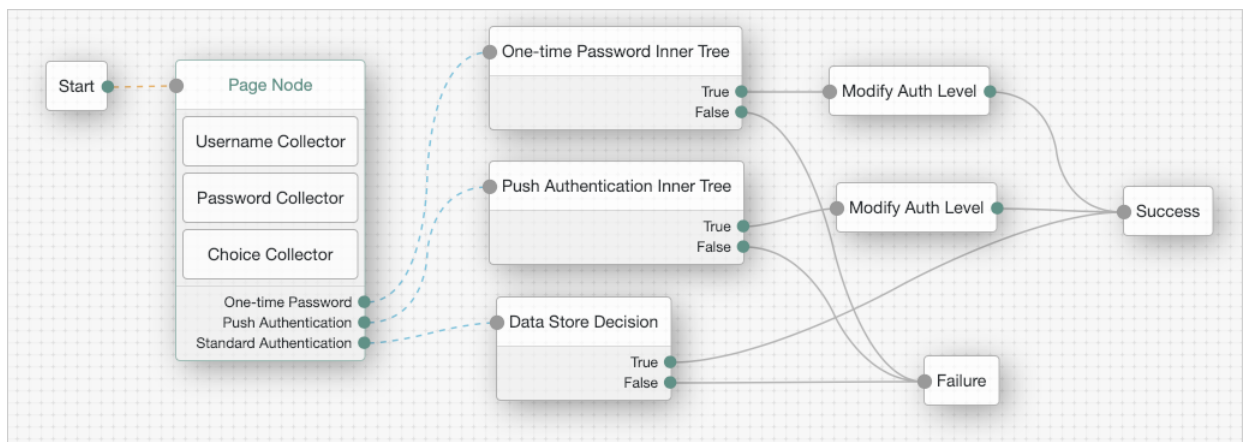 Start
Page Node
Username Collector
Password Collector
Choice Collector
One-time Password
Push Authentication
Standard Authentication
One-time Password Inner Tree
True
False
Push Authentication Inner Tree
True
False
Data Store Decision
True
False
Modify Auth Level
Modify Auth Level
Success
Failure